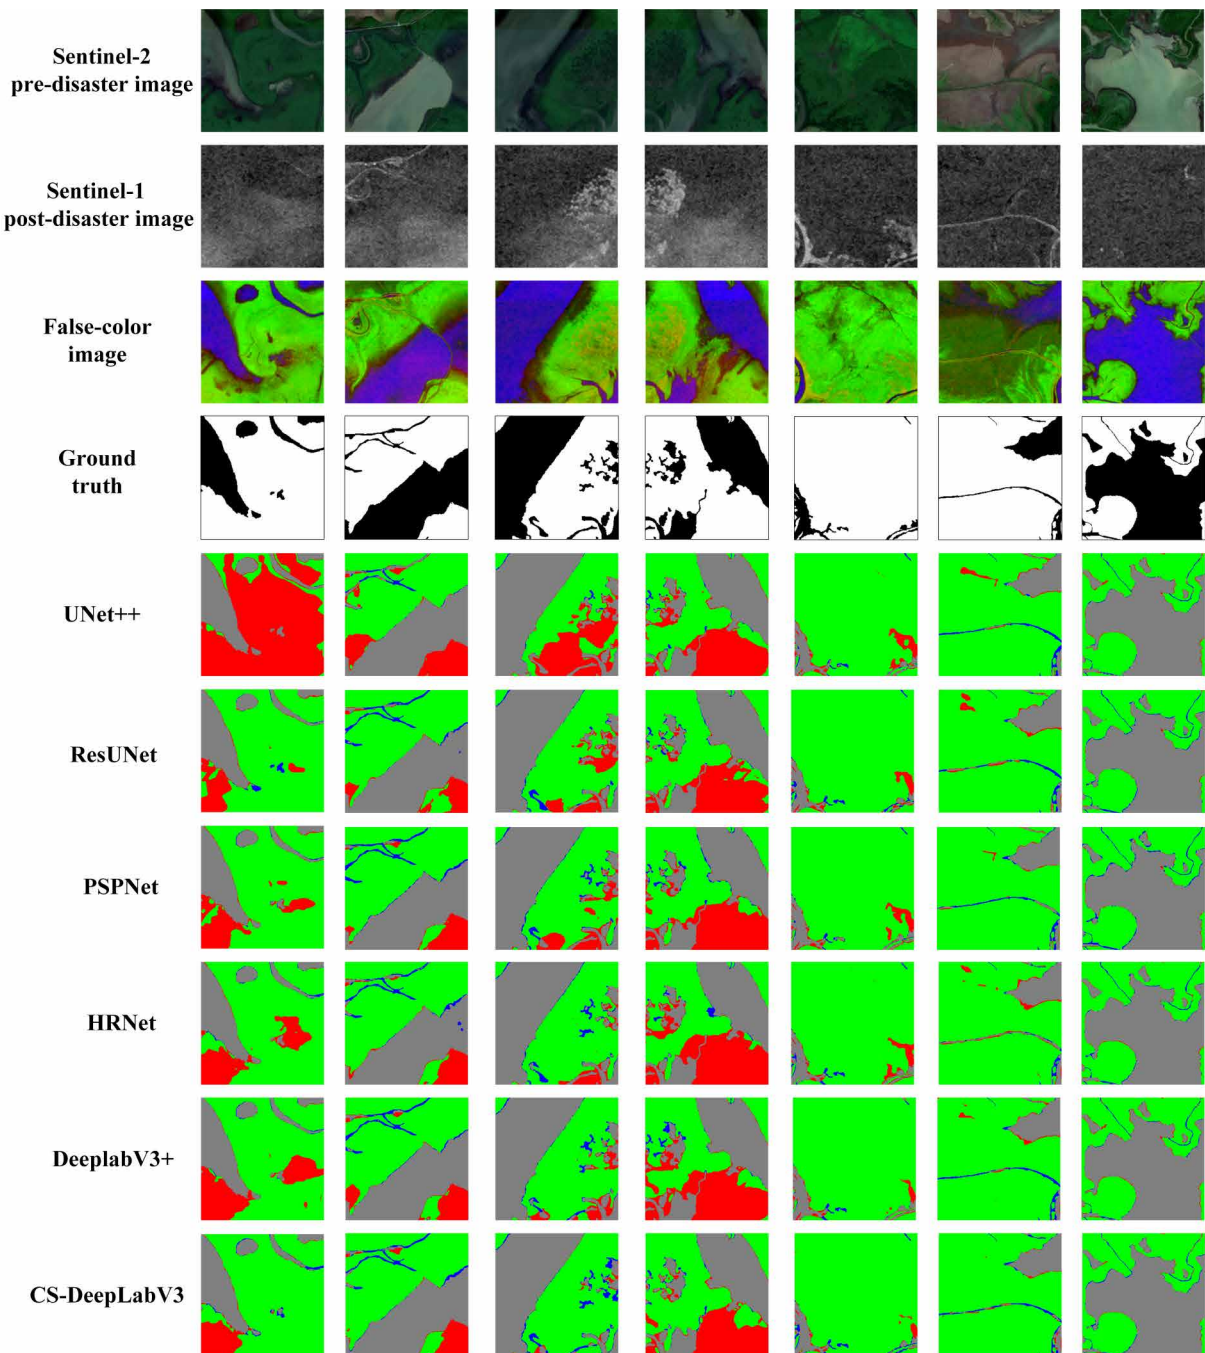 Sentinel-2
pre-disaster image
Sentinel-1
post-disaster image
False-color
image
Ground
truth
UNet++
ResUNet
PSPNet
HRNet
DeeplabV3+
CS-DeepLabV3